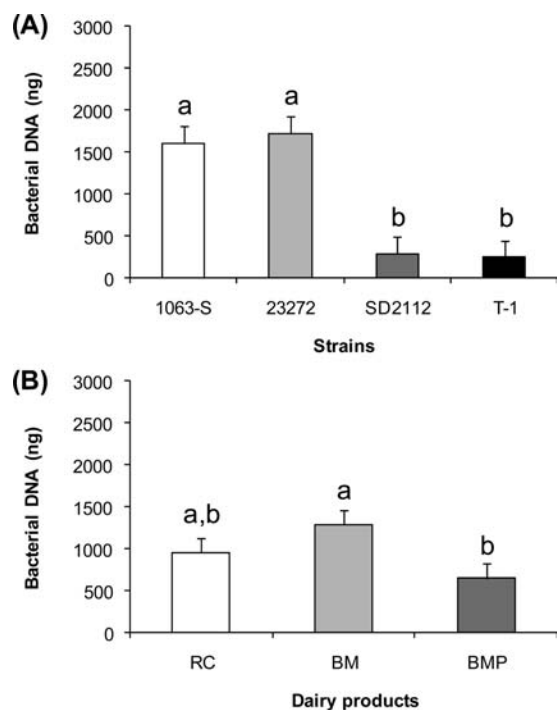 (A)
Bacterial DNA (ng)
3000
2500
2000
1500
1000
500
0
a
a
b
b
1063-S 23272 SD2112 T-1
Strains
(B)
Bacterial DNA (ng)
3000
2500
2000
1500
1000
500
0
a,b
a
b
RC BM BMP
Dairy products